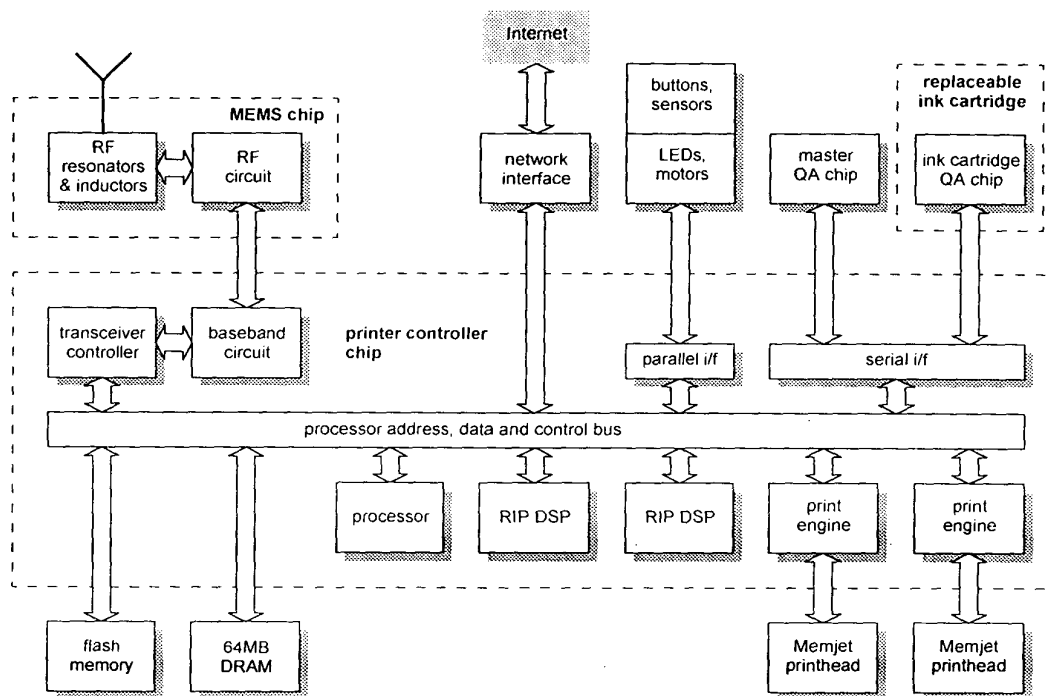 Internet
MEMS chip
RF
resonators
& inductors
RF
circuit
network
interface
buttons,
sensors
LEDs,
motors
master
QA chip
replaceable
ink cartridge
ink cartridge
QA chip
transceiver
controller
baseband
circuit
printer controller
chip
parallel i/f
serial i/f
processor address, data and control bus
processor
RIP DSP
RIP DSP
print
engine
print
engine
flash
memory
64MB
DRAM
Memjet
printhead
Memjet
printhead